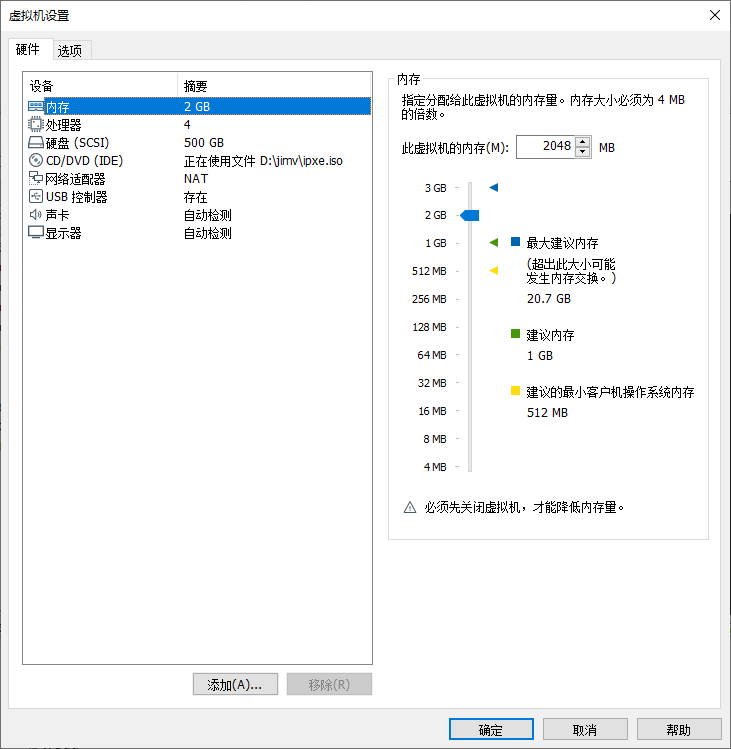 虚拟机设置
硬件 选项
设备 摘要
内存 2 GB
处理器 4
硬盘 (SCSI) 500 GB
CD/DVD (IDE) 正在使用文件 D:\jimv\ipxe.iso
网络适配器 NAT
USB 控制器 存在
声卡 自动检测
显示器 自动检测
添加(A)... 移除(R)
内存
指定分配给此虚拟机的内存量。内存大小必须为 4 MB
的倍数。
此虚拟机的内存(M): 2048 MB
3 GB
2 GB
1 GB
512 MB
256 MB
128 MB
64 MB
32 MB
16 MB
8 MB
4 MB
最大建议内存
(超出此大小可能
发生内存交换。)
20.7 GB
建议内存
1 GB
建议的最小客户机操作系统内存
512 MB
必须先关闭虚拟机，才能降低内存量。
确定 取消 帮助